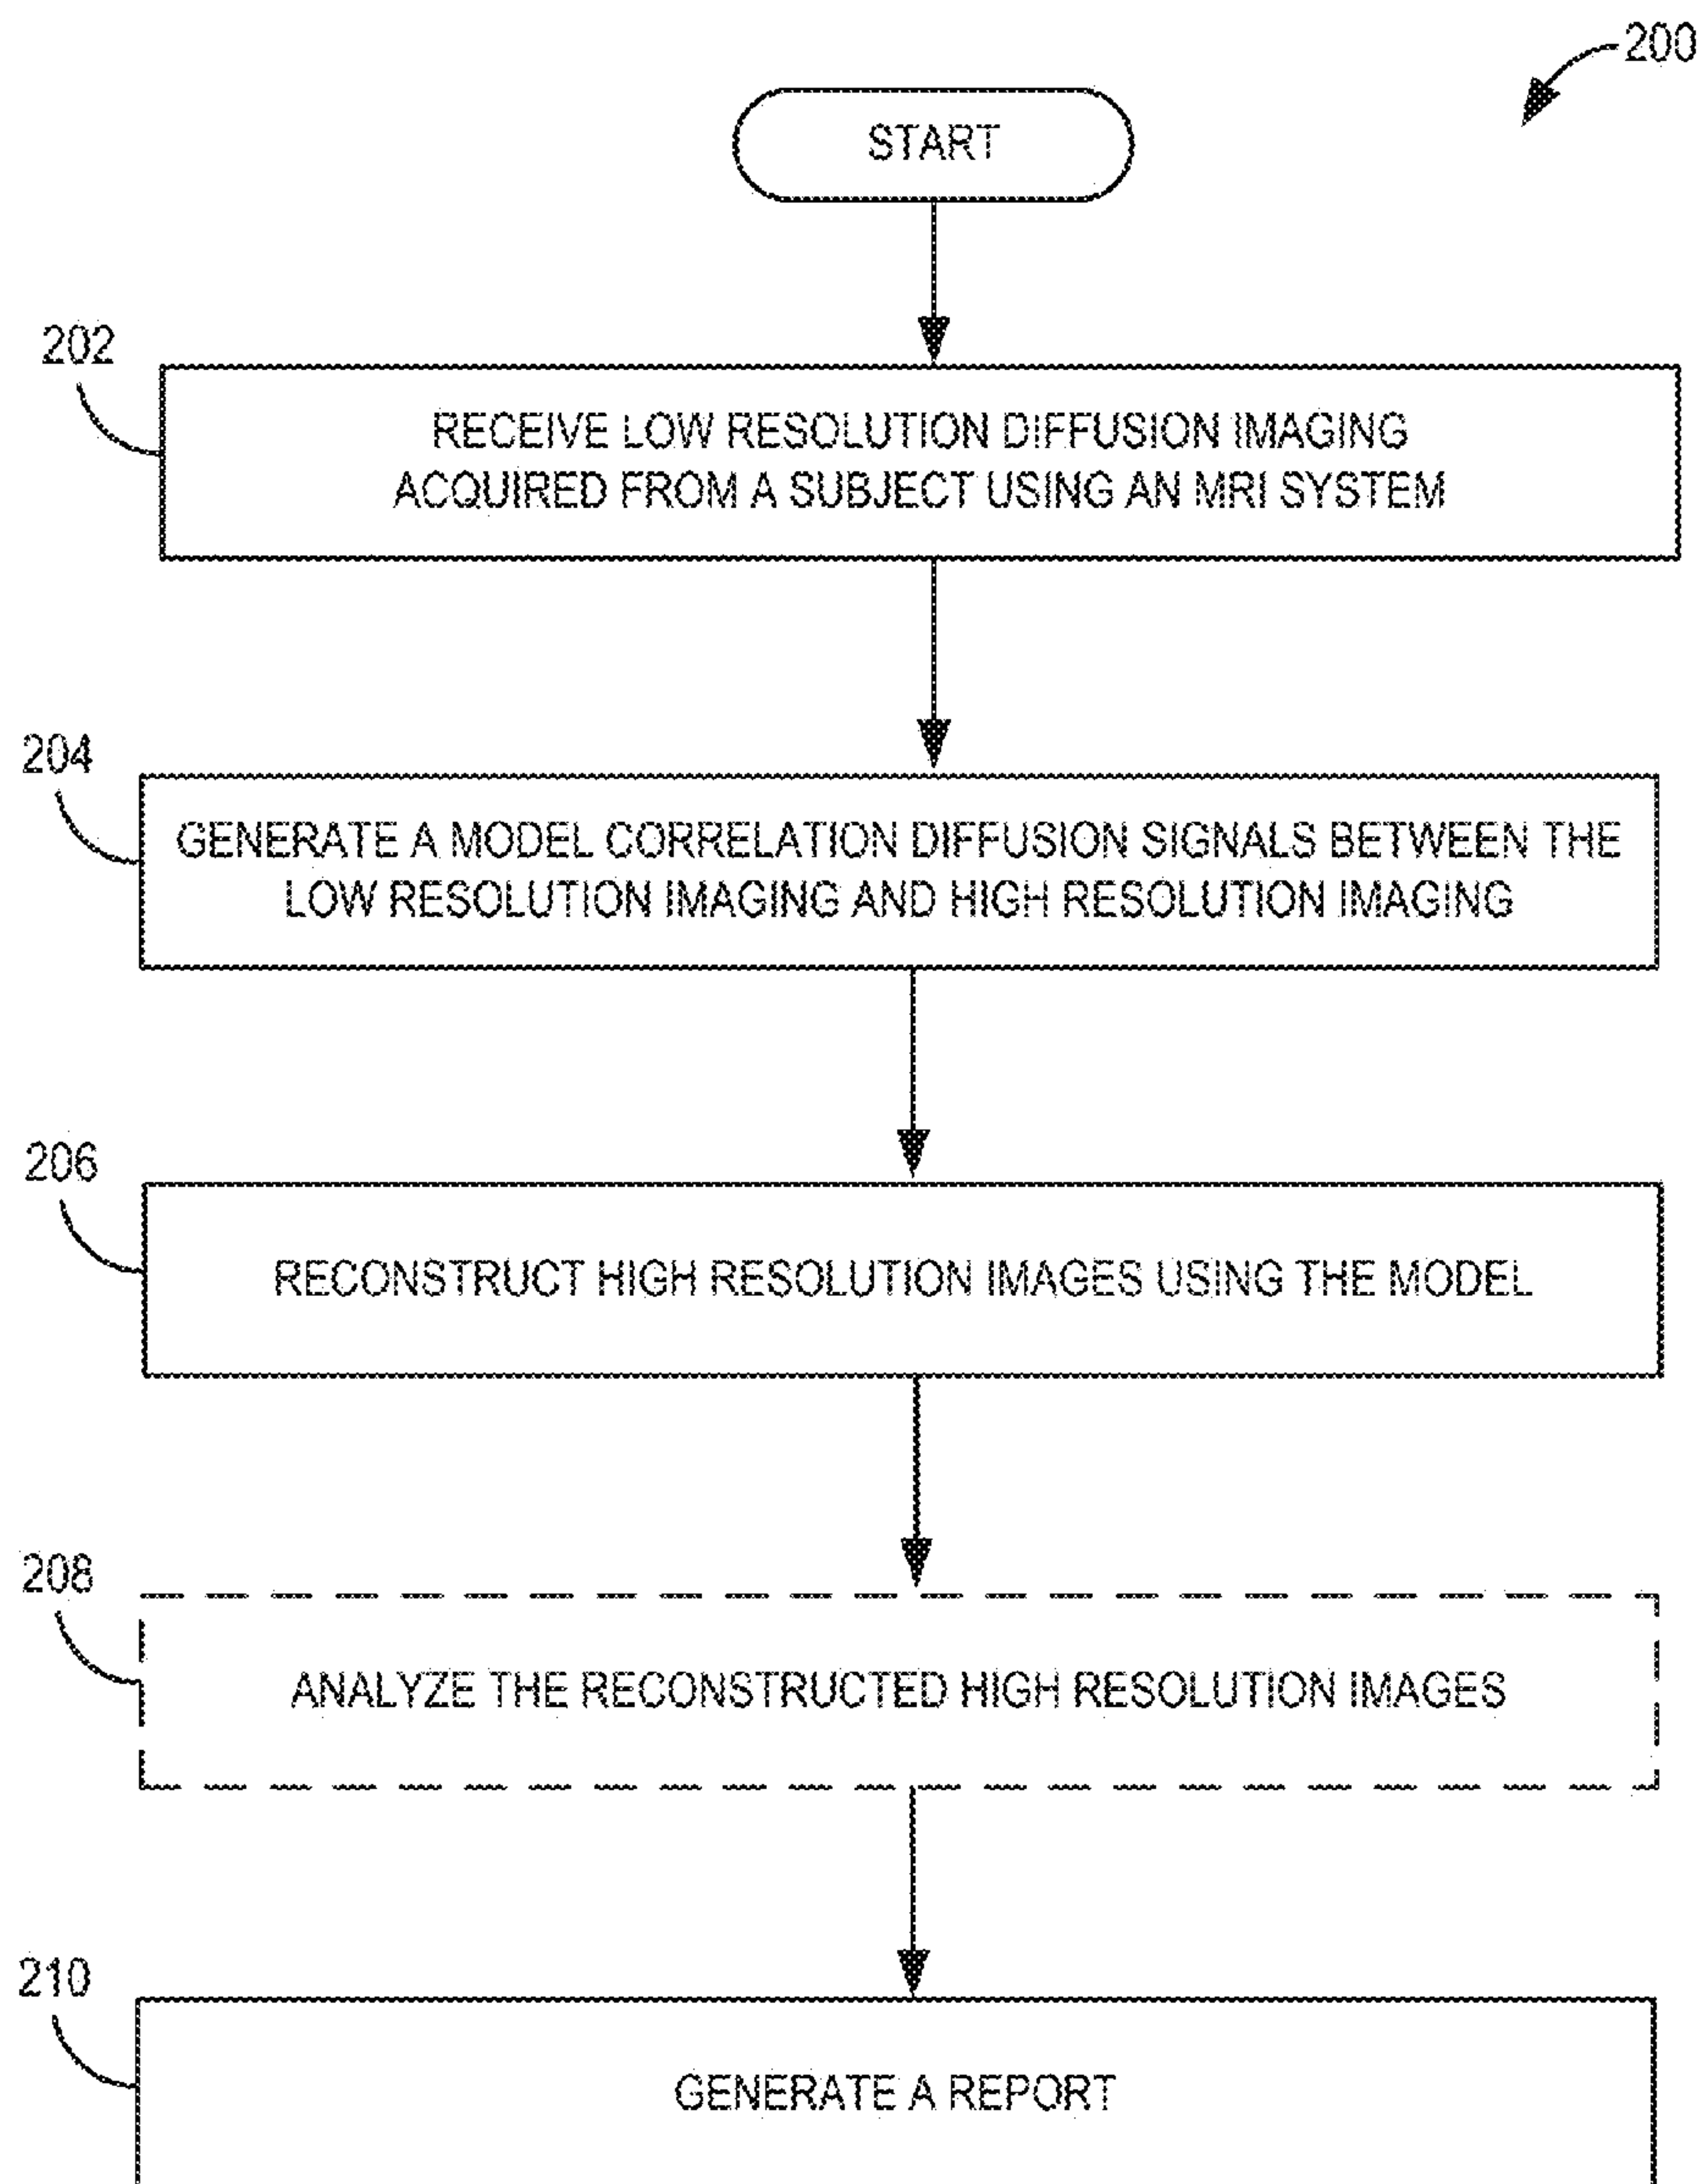 200
START
202
RECEIVE LOW RESOLUTION DIFFUSION IMAGING
ACQUIRED FROM A SUBJECT USING AN MRI SYSTEM
204
GENERATE A MODEL CORRELATION DIFFUSION SIGNALS BETWEEN THE
LOW RESOLUTION IMAGING AND HIGH RESOLUTION IMAGING
206
RECONSTRUCT HIGH RESOLUTION IMAGES USING THE MODEL
208
ANALYZE THE RECONSTRUCTED HIGH RESOLUTION IMAGES
210
GENERATE A REPORT